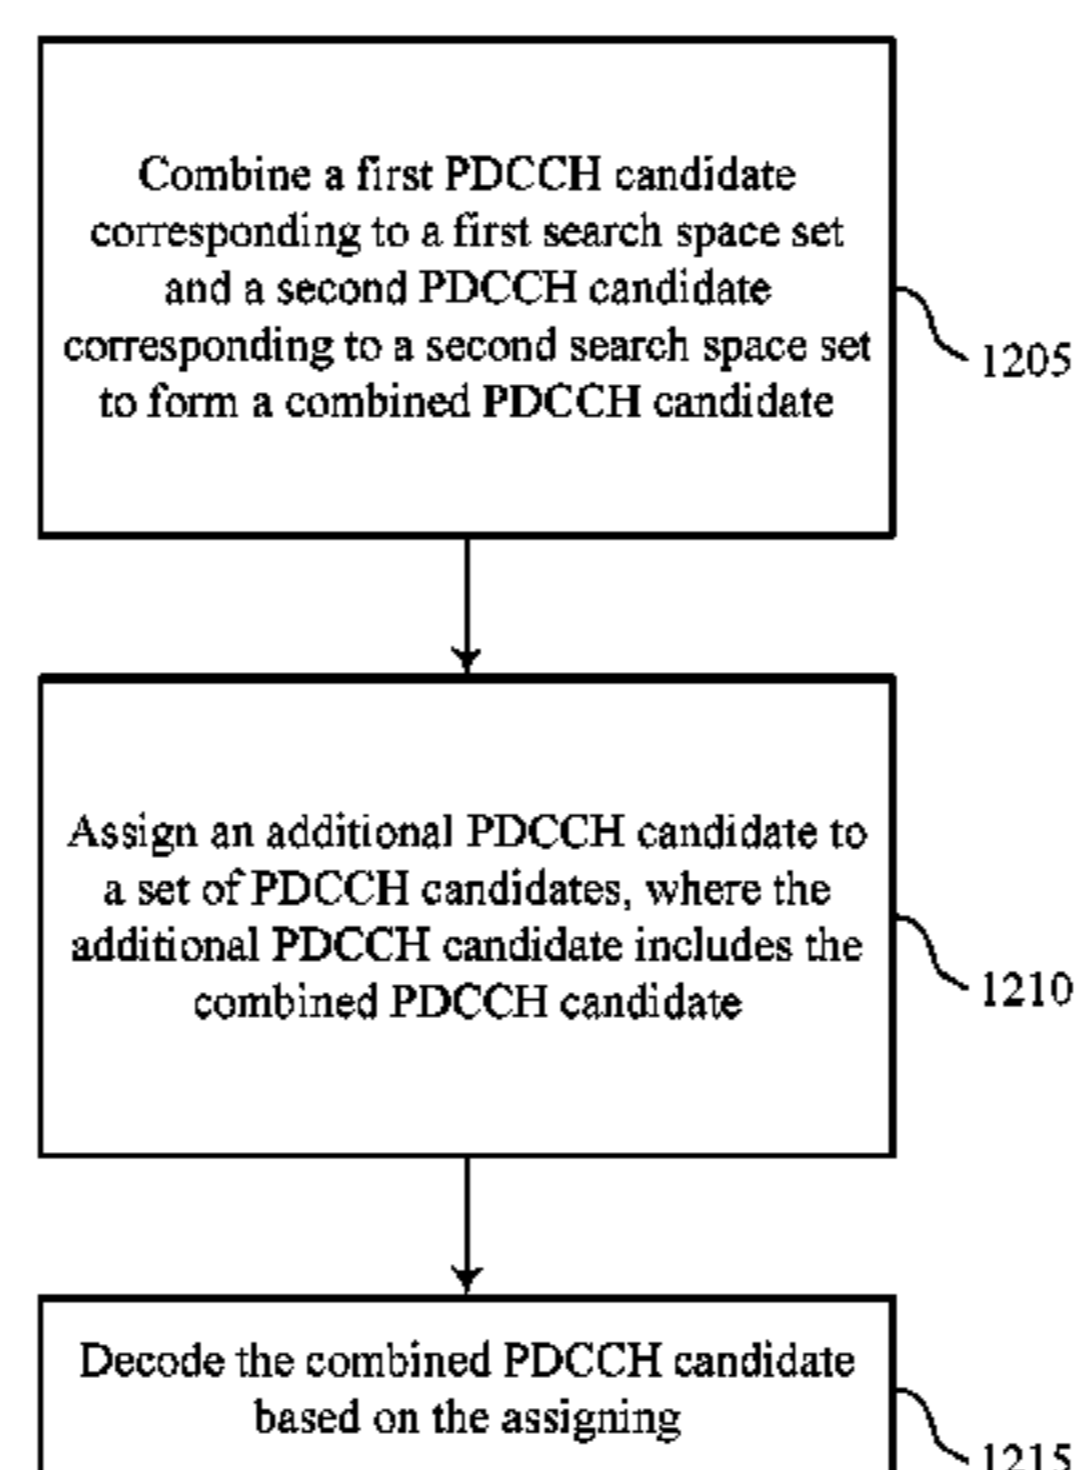 Combine a first PDCCH candidate
corresponding to a first search space set
and a second PDCCH candidate
corresponding to a second search space set
to form a combined PDCCH candidate
1205
Assign an additional PDCCH candidate to
a set of PDCCH candidates, where the
additional PDCCH candidate includes the
combined PDCCH candidate
1210
Decode the combined PDCCH candidate
based on the assigning
1215